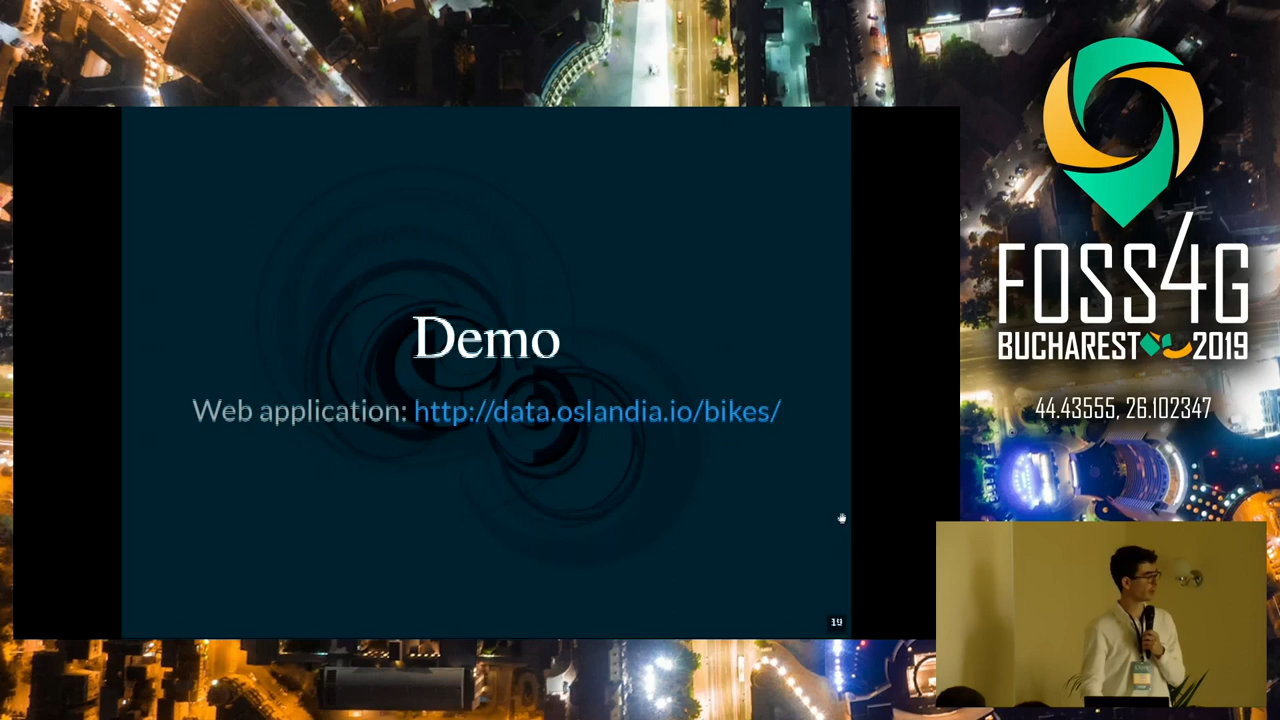 Demo
Web application: http://data.oslandia.io/bikes/
19
FOSS4G
BUCHAREST 2019
44.43555, 26.102347